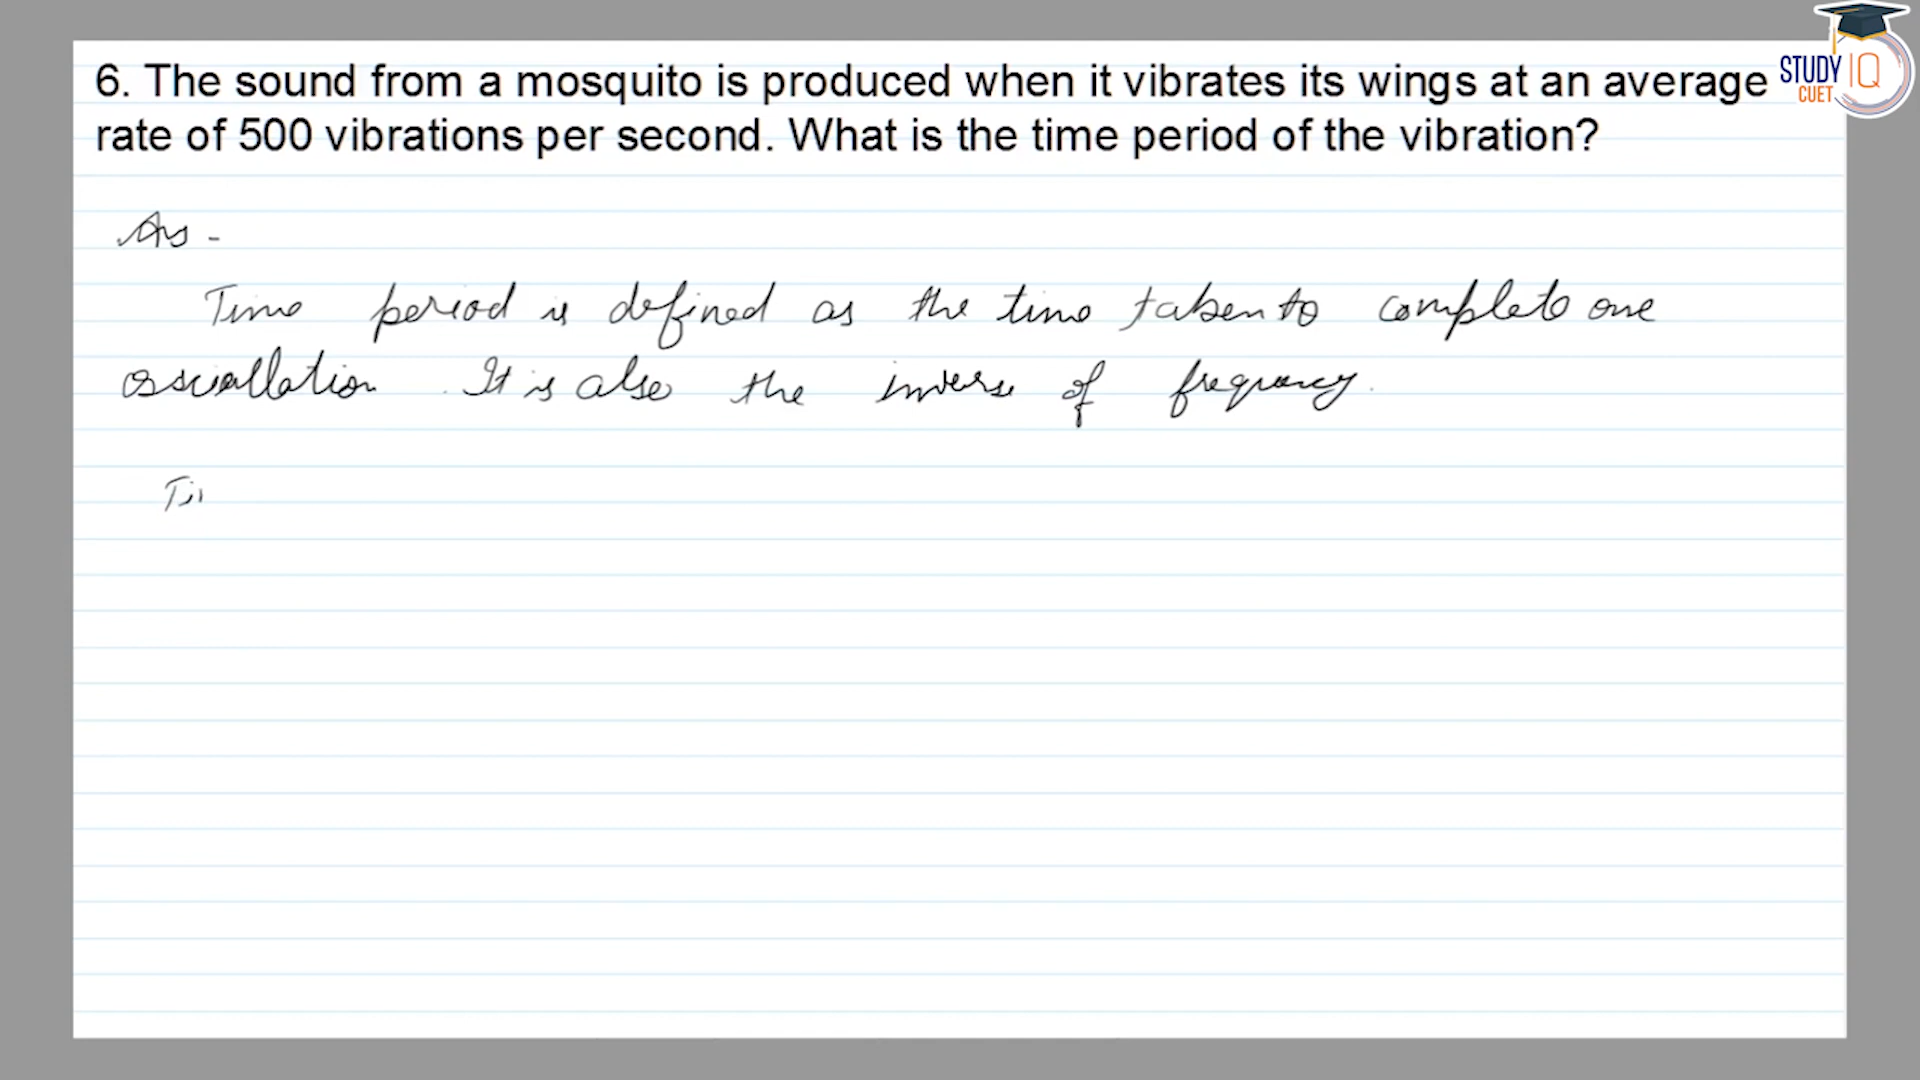 6. The sound from a mosquito is produced when it vibrates its wings at an average
rate of 500 vibrations per second. What is the time period of the vibration?
STUDY IQ
CUET
Ans -
Time period is defined as the time taken to complete one
osciallation. It is also the inverse of frequency.